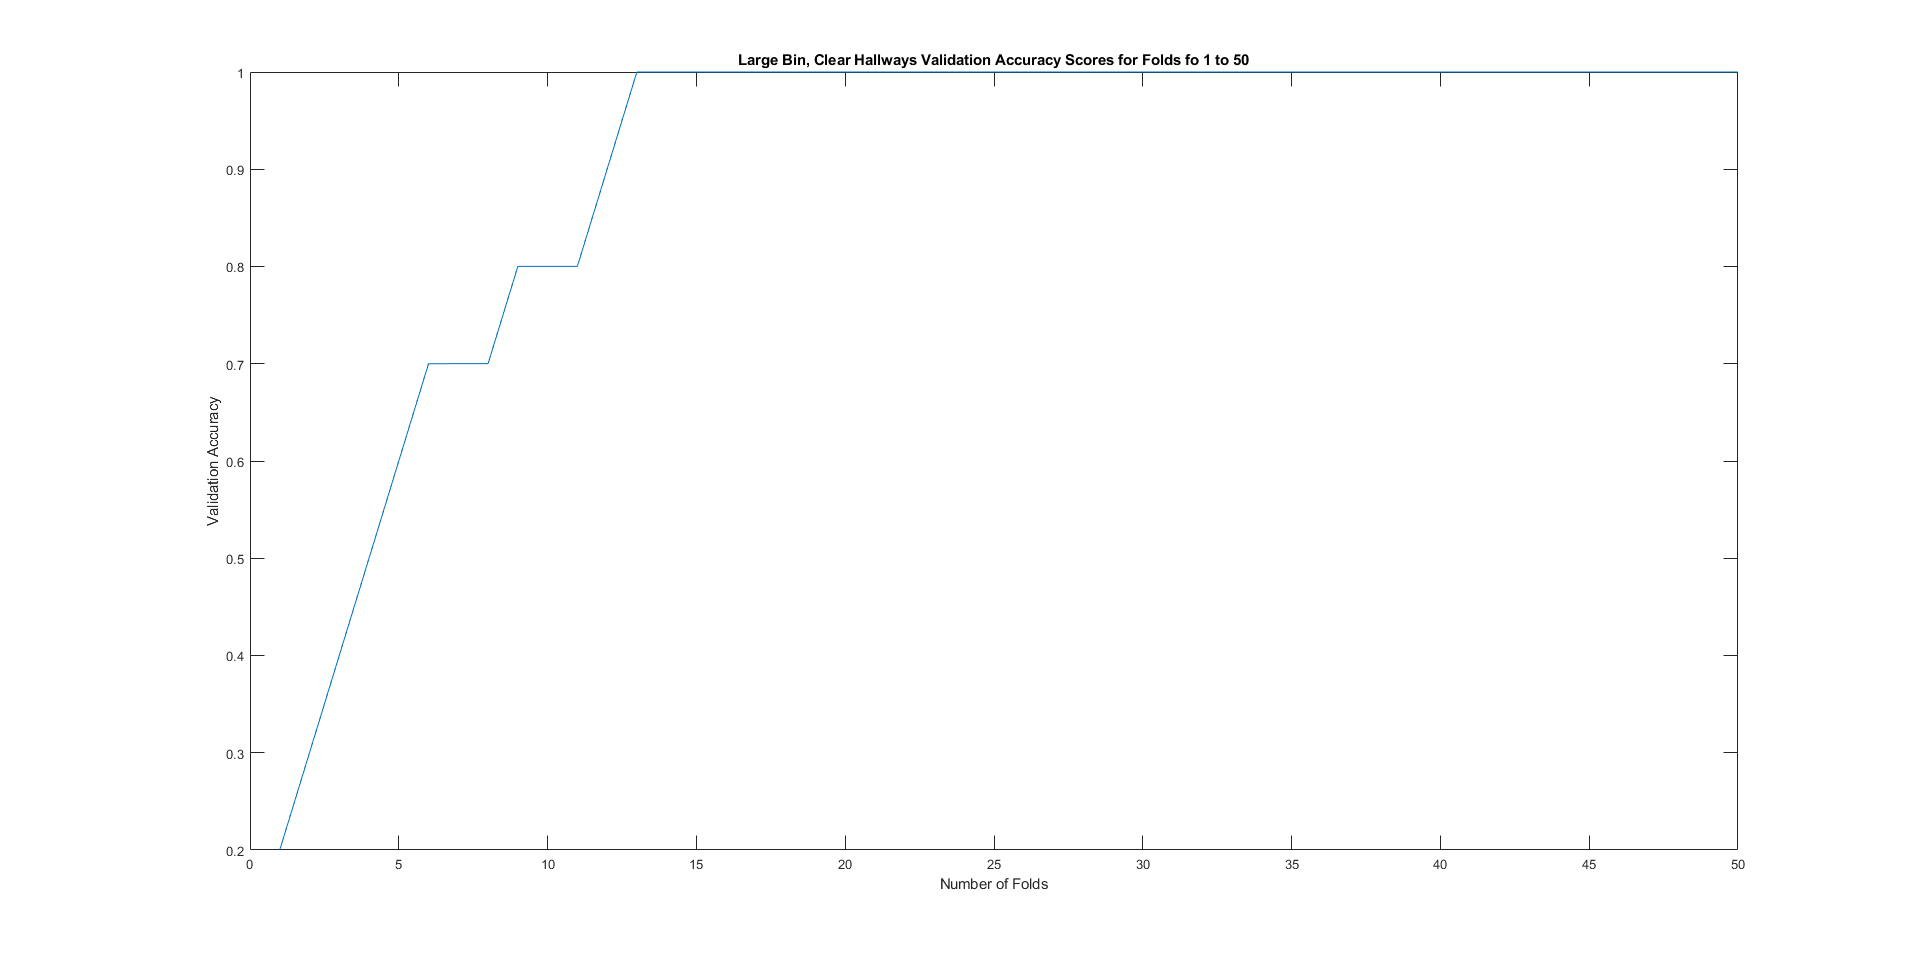 Large Bin, Clear Hallways Validation Accuracy Scores for Folds fo 1 to 50
1
0.9
0.8
0.7
0.6
0.5
0.4
0.3
0.2
Validation Accuracy
0 5 10 15 20 25 30 35 40 45 50
Number of Folds